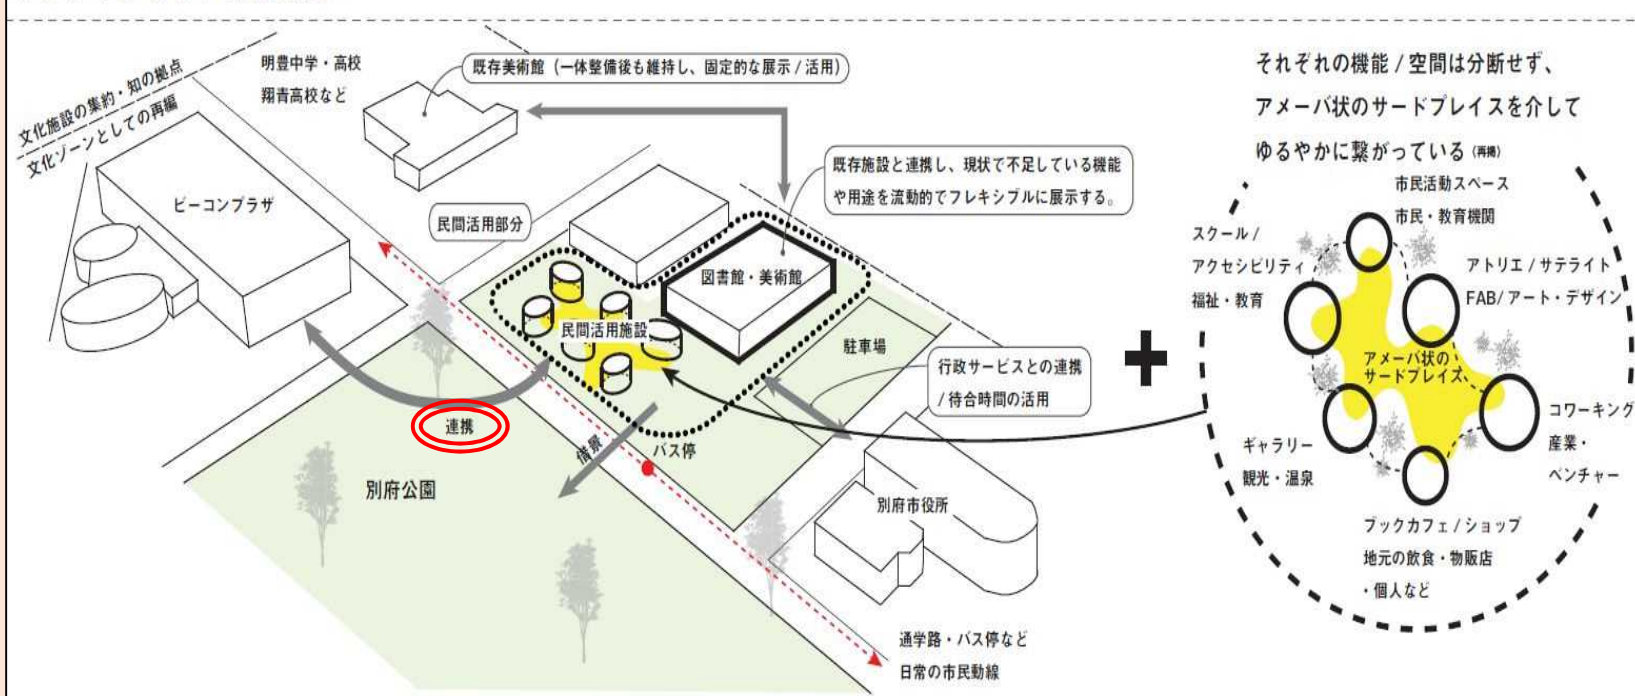 文化施設の集約・知の拠点
文化ゾーンとしての再編
明豊中学・高校
翔青高校など
既存美術館（一体整備後も維持し、固定的な展示 / 活用）
ビーコンプラザ
民間活用部分
既存施設と連携し、現状で不足している機能
や用途を流動的でフレキシブルに展示する。
図書館・美術館
民間活用施設
駐車場
行政サービスとの連携
/ 待合時間の活用
連携
借景
バス停
別府公園
別府市役所
通学路・バス停など
日常の市民動線
+
それぞれの機能 / 空間は分断せず、
アメーバ状のサードプレイスを介して
ゆるやかに繋がっている（再掲）
市民活動スペース
市民・教育機関
スクール /
アクセシビリティ
福祉・教育
アトリエ / サテライト
FAB/ アート・デザイン
アメーバ状の
サードプレイス
コワーキング
産業・
ベンチャー
ギャラリー
観光・温泉
ブックカフェ / ショップ
地元の飲食・物販店
・個人など